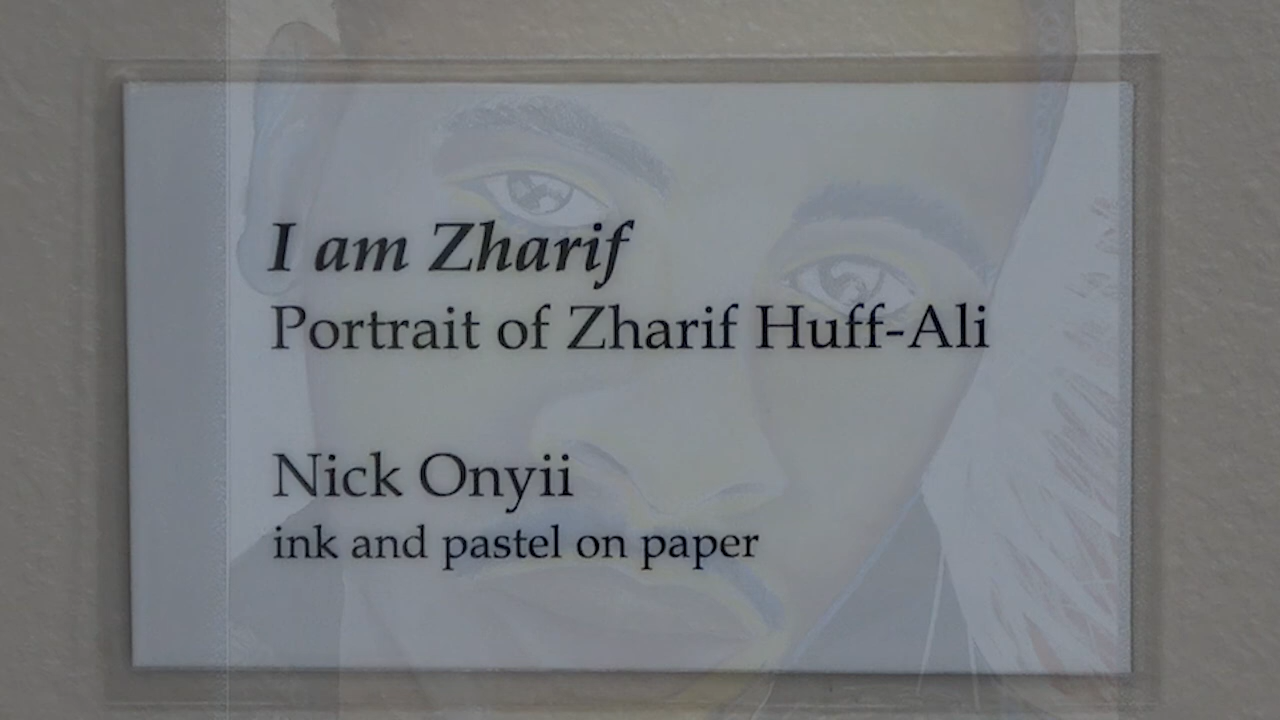 I am Zharif
Portrait of Zharif Huff-Ali
Nick Onyii
ink and pastel on paper